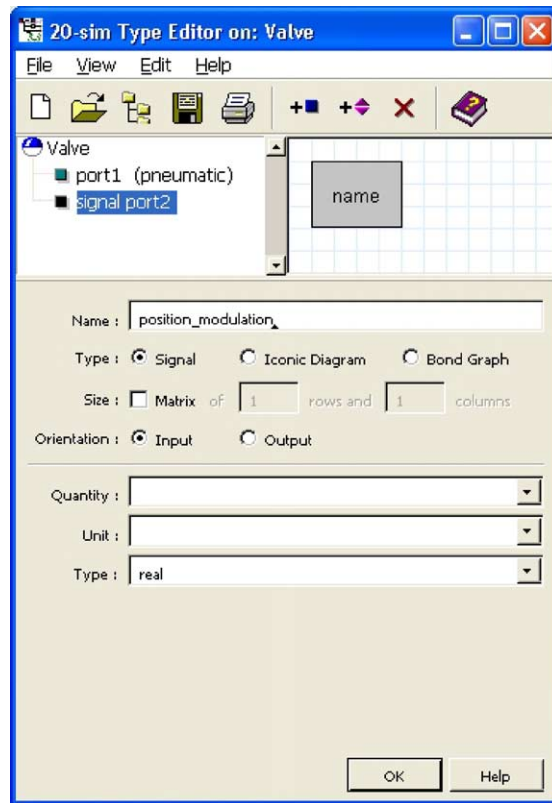 20-sim Type Editor on: Valve
File View Edit Help
Valve
port1 (pneumatic)
signal port2
name
Name : position_modulation
Type : Signal Iconic Diagram Bond Graph
Size : Matrix of 1 rows and 1 columns
Orientation : Input Output
Quantity :
Unit :
Type : real
OK Help